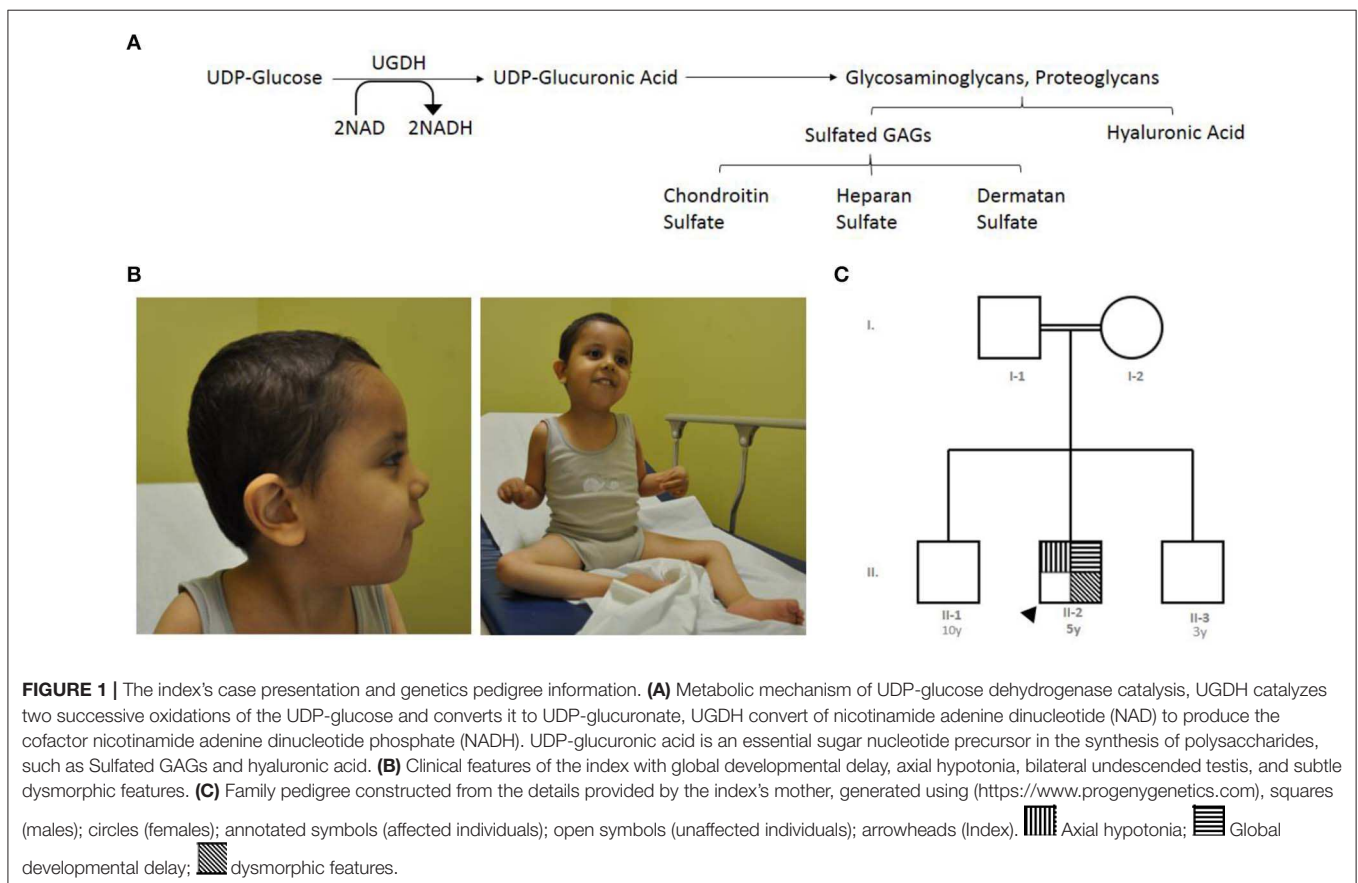 A
UGDH
UDP-Glucose
UDP-Glucuronic Acid
Glycosaminoglycans, Proteoglycans
2NAD
2NADH
Sulfated GAGs
Hyaluronic Acid
Chondroitin
Sulfate
Heparan
Sulfate
Dermatan
Sulfate
B
C
I.
I-1
I-2
II.
II-1
10y
II-2
5y
II-3
3y
FIGURE 1 | The index's case presentation and genetics pedigree information. (A) Metabolic mechanism of UDP-glucose dehydrogenase catalysis, UGDH catalyzes
two successive oxidations of the UDP-glucose and converts it to UDP-glucuronate, UGDH convert of nicotinamide adenine dinucleotide (NAD) to produce the
cofactor nicotinamide adenine dinucleotide phosphate (NADH). UDP-glucuronic acid is an essential sugar nucleotide precursor in the synthesis of polysaccharides,
such as Sulfated GAGs and hyaluronic acid. (B) Clinical features of the index with global developmental delay, axial hypotonia, bilateral undescended testis, and subtle
dysmorphic features. (C) Family pedigree constructed from the details provided by the index's mother, generated using (https://www.progenygenetics.com), squares
(males); circles (females); annotated symbols (affected individuals); open symbols (unaffected individuals); arrowheads (Index). Axial hypotonia; Global
developmental delay; dysmorphic features.